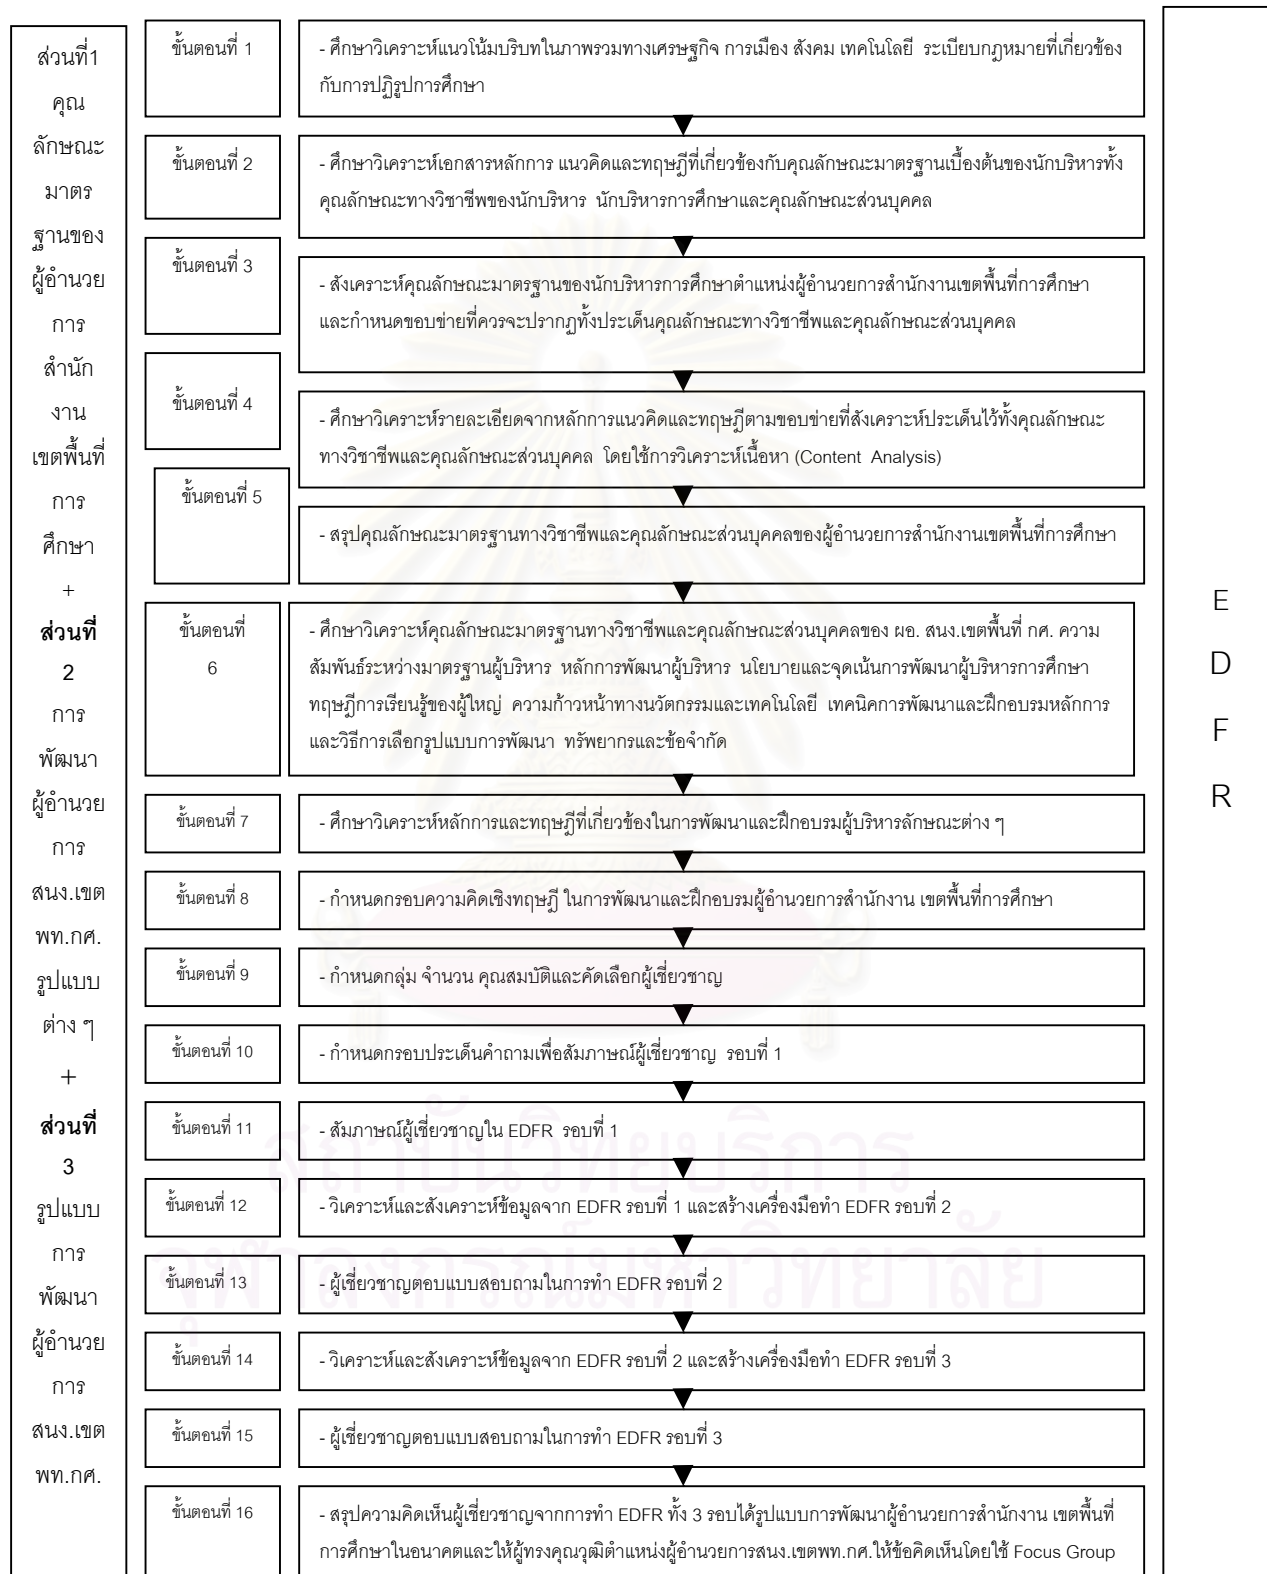 ส่วนที่1
คุณ
ลักษณะ
มาตร
ฐานของ
ผู้อำนวย
การ
สำนัก
งาน
เขตพื้นที่
การ
ศึกษา
+
ส่วนที่
2
การ
พัฒนา
ผู้อำนวย
การ
สนง.เขต
พท.กศ.
รูปแบบ
ต่าง ๆ
+
ส่วนที่
3
รูปแบบ
การ
พัฒนา
ผู้อำนวย
การ
สนง.เขต
พท.กศ.
ขั้นตอนที่ 1
- ศึกษาวิเคราะห์แนวโน้มบริบทในภาพรวมทางเศรษฐกิจ การเมือง สังคม เทคโนโลยี ระเบียบกฎหมายที่เกี่ยวข้อง
กับการปฏิรูปการศึกษา
ขั้นตอนที่ 2
- ศึกษาวิเคราะห์เอกสารหลักการ แนวคิดและทฤษฎีที่เกี่ยวข้องกับคุณลักษณะมาตรฐานเบื้องต้นของนักบริหารทั้ง
คุณลักษณะทางวิชาชีพของนักบริหาร นักบริหารการศึกษาและคุณลักษณะส่วนบุคคล
ขั้นตอนที่ 3
- สังเคราะห์คุณลักษณะมาตรฐานของนักบริหารการศึกษาตำแหน่งผู้อำนวยการสำนักงานเขตพื้นที่การศึกษา
และกำหนดขอบข่ายที่ควรจะปรากฏทั้งประเด็นคุณลักษณะทางวิชาชีพและคุณลักษณะส่วนบุคคล
ขั้นตอนที่ 4
- ศึกษาวิเคราะห์รายละเอียดจากหลักการแนวคิดและทฤษฎีตามขอบข่ายที่สังเคราะห์ประเด็นไว้ทั้งคุณลักษณะ
ทางวิชาชีพและคุณลักษณะส่วนบุคคล โดยใช้การวิเคราะห์เนื้อหา (Content Analysis)
ขั้นตอนที่ 5
- สรุปคุณลักษณะมาตรฐานทางวิชาชีพและคุณลักษณะส่วนบุคคลของผู้อำนวยการสำนักงานเขตพื้นที่การศึกษา
ขั้นตอนที่
6
- ศึกษาวิเคราะห์คุณลักษณะมาตรฐานทางวิชาชีพและคุณลักษณะส่วนบุคคลของ ผอ. สนง.เขตพื้นที่ กศ. ความ
สัมพันธ์ระหว่างมาตรฐานผู้บริหาร หลักการพัฒนาผู้บริหาร นโยบายและจุดเน้นการพัฒนาผู้บริหารการศึกษา
ทฤษฎีการเรียนรู้ของผู้ใหญ่ ความก้าวหน้าทางนวัตกรรมและเทคโนโลยี เทคนิคการพัฒนาและฝึกอบรมหลักการ
และวิธีการเลือกรูปแบบการพัฒนา ทรัพยากรและข้อจำกัด
ขั้นตอนที่ 7
- ศึกษาวิเคราะห์หลักการและทฤษฎีที่เกี่ยวข้องในการพัฒนาและฝึกอบรมผู้บริหารลักษณะต่าง ๆ
ขั้นตอนที่ 8
- กำหนดกรอบความคิดเชิงทฤษฎี ในการพัฒนาและฝึกอบรมผู้อำนวยการสำนักงาน เขตพื้นที่การศึกษา
ขั้นตอนที่ 9
- กำหนดกลุ่ม จำนวน คุณสมบัติและคัดเลือกผู้เชี่ยวชาญ
ขั้นตอนที่ 10
- กำหนดกรอบประเด็นคำถามเพื่อสัมภาษณ์ผู้เชี่ยวชาญ รอบที่ 1
ขั้นตอนที่ 11
- สัมภาษณ์ผู้เชี่ยวชาญใน EDFR รอบที่ 1
ขั้นตอนที่ 12
- วิเคราะห์และสังเคราะห์ข้อมูลจาก EDFR รอบที่ 1 และสร้างเครื่องมือทำ EDFR รอบที่ 2
ขั้นตอนที่ 13
- ผู้เชี่ยวชาญตอบแบบสอบถามในการทำ EDFR รอบที่ 2
ขั้นตอนที่ 14
- วิเคราะห์และสังเคราะห์ข้อมูลจาก EDFR รอบที่ 2 และสร้างเครื่องมือทำ EDFR รอบที่ 3
ขั้นตอนที่ 15
- ผู้เชี่ยวชาญตอบแบบสอบถามในการทำ EDFR รอบที่ 3
ขั้นตอนที่ 16
- สรุปความคิดเห็นผู้เชี่ยวชาญจากการทำ EDFR ทั้ง 3 รอบได้รูปแบบการพัฒนาผู้อำนวยการสำนักงาน เขตพื้นที่
การศึกษาในอนาคตและให้ผู้ทรงคุณวุฒิตำแหน่งผู้อำนวยการสนง.เขตพท.กศ.ให้ข้อคิดเห็นโดยใช้ Focus Group
E
D
F
R
สถาบันวิทยบริการ
จุฬาลงกรณ์มหาวิทยาลัย